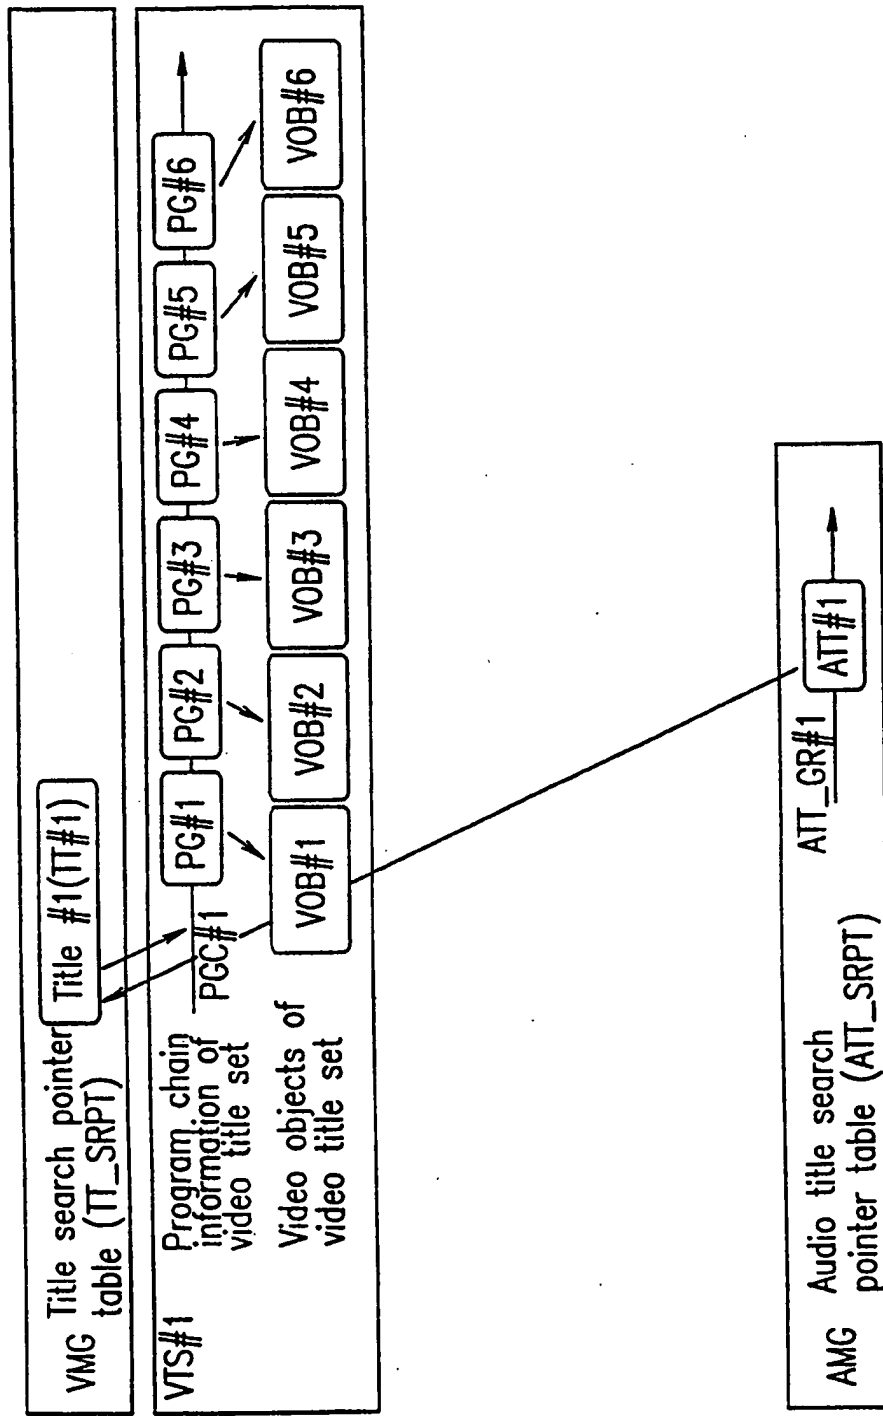 VMG
Title search pointer
table (TT_SRPT)
Title #1(TT#1)
VTS#1
Program chain
information of
video title set
PGC#1
PG#1
PG#2
PG#3
PG#4
PG#5
PG#6
Video objects of
video title set
VOB#1
VOB#2
VOB#3
VOB#4
VOB#5
VOB#6
AMG
Audio title search
pointer table (ATT_SRPT)
ATT_GR#1
ATT#1